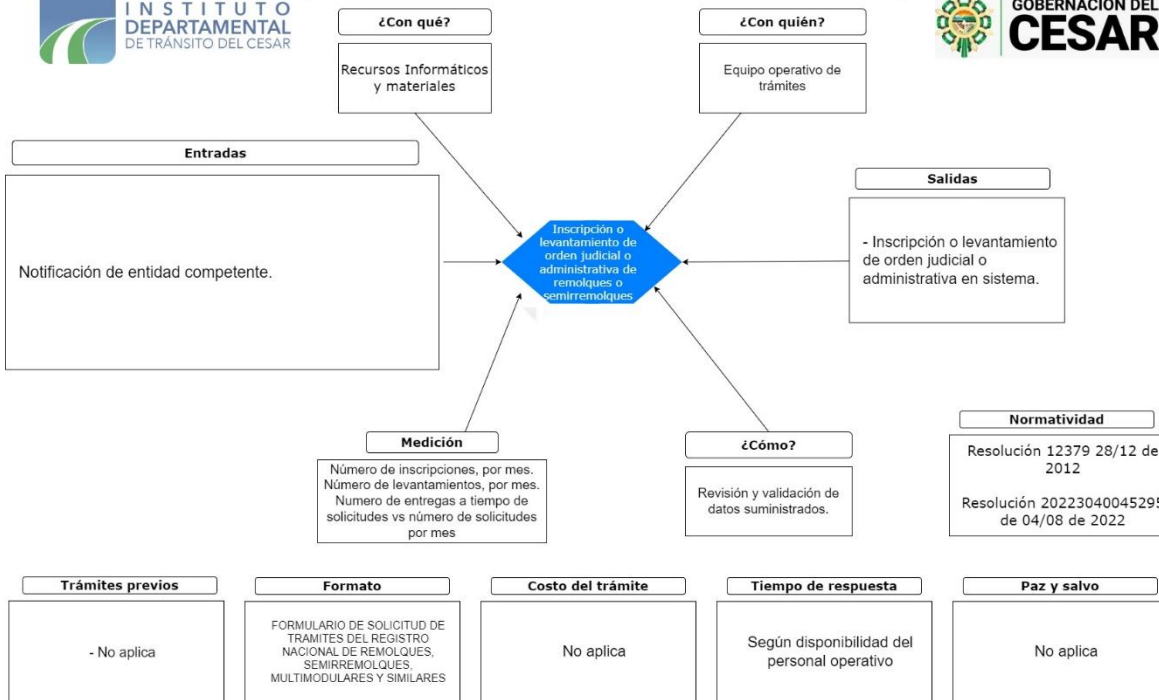 INSTITUTO
DEPARTAMENTAL
DE TRÁNSITO DEL CESAR
GOBERNACIÓN DEL
CESAR
¿Con qué?
Recursos Informáticos
y materiales
¿Con quién?
Equipo operativo de
trámites
Entradas
Notificación de entidad competente.
Inscripción o
levantamiento de
orden judicial o
administrativa de
remolques o
semirremolques
Salidas
- Inscripción o levantamiento
de orden judicial o
administrativa en sistema.
Medición
Número de inscripciones, por mes.
Número de levantamientos, por mes.
Numero de entregas a tiempo de
solicitudes vs número de solicitudes
por mes
¿Cómo?
Revisión y validación de
datos suministrados.
Normatividad
Resolución 12379 28/12 de
2012
Resolución 20223040045295
de 04/08 de 2022
Trámites previos
- No aplica
Formato
FORMULARIO DE SOLICITUD DE
TRAMITES DEL REGISTRO
NACIONAL DE REMOLQUES,
SEMIRREMOLQUES,
MULTIMODULARES Y SIMILARES
Costo del trámite
No aplica
Tiempo de respuesta
Según disponibilidad del
personal operativo
Paz y salvo
No aplica